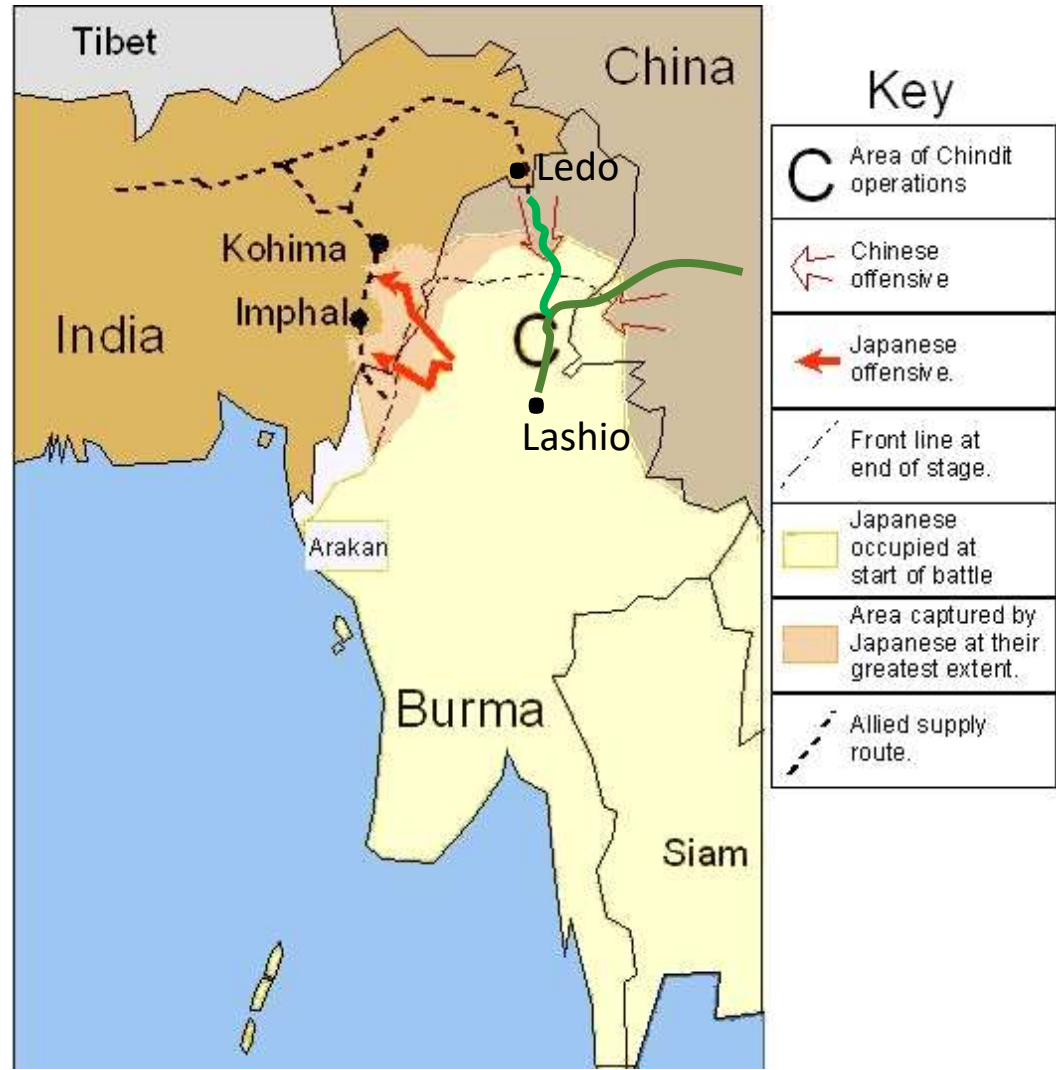 Tibet
China
Ledo
Kohima
Imphal
India
C
Lashio
Arakan
Burma
Siam
Key
C
Area of Chindit
operations
Chinese
offensive
Japanese
offensive.
Front line at
end of stage.
Japanese
occupied at
start of battle
Area captured by
Japanese at their
greatest extent.
Allied supply
route.